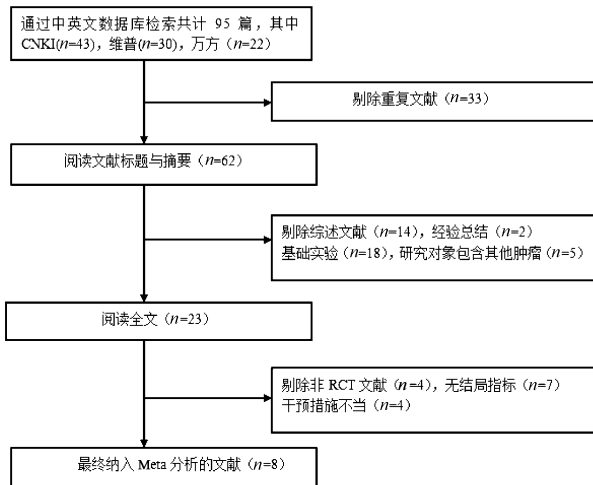 通过中英文数据库检索共计 95 篇，其中
CNKI(n=43)，维普(n=30)，万方（n=22）
剔除重复文献（n=33）
阅读文献标题与摘要（n=62）
剔除综述文献（n=14），经验总结（n=2）
基础实验（n=18），研究对象包含其他肿瘤（n=5）
阅读全文（n=23）
剔除非 RCT 文献（n=4），无结局指标（n=7）
干预措施不当（n=4）
最终纳入 Meta 分析的文献（n=8）